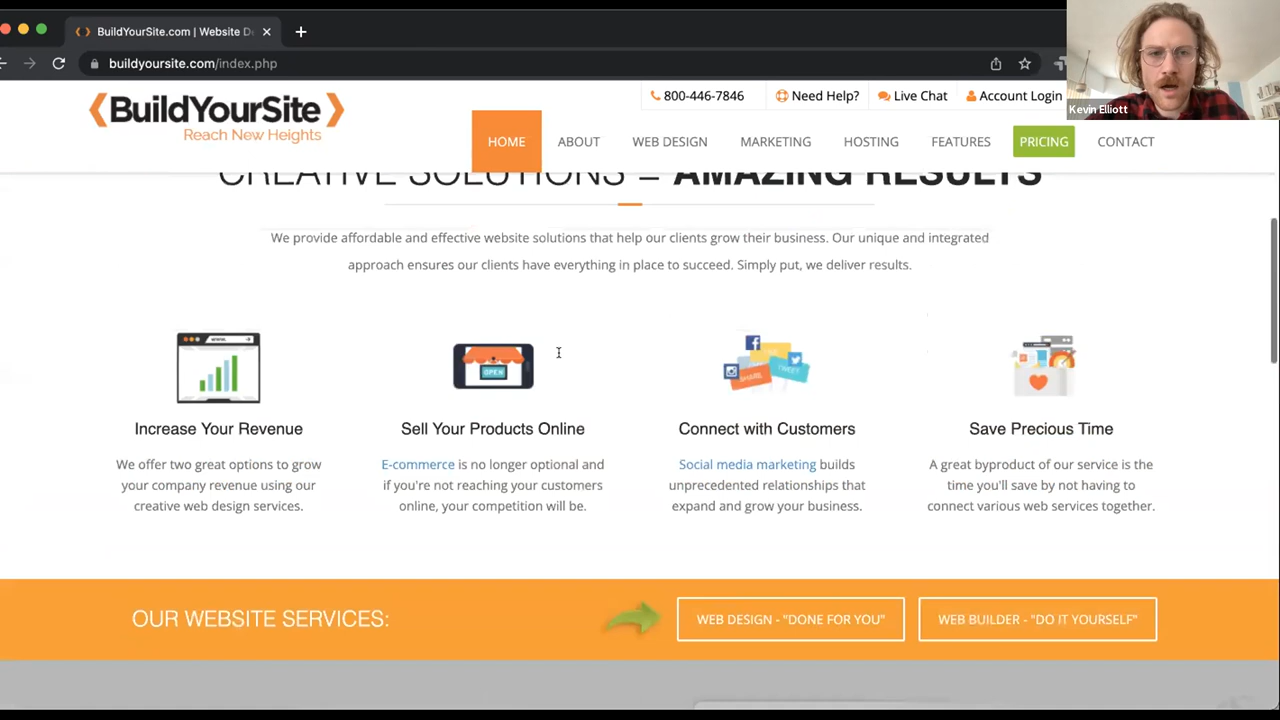 BuildYourSite.com | Website D
buildyoursite.com/index.php
Kevin Elliott
BuildYourSite
Reach New Heights
800-446-7846
Need Help?
Live Chat
Account Login
HOME
ABOUT
WEB DESIGN
MARKETING
HOSTING
FEATURES
PRICING
CONTACT
CREATIVE SOLUTIONS = AMAZING RESULTS
We provide affordable and effective website solutions that help our clients grow their business. Our unique and integrated
approach ensures our clients have everything in place to succeed. Simply put, we deliver results.
OPEN
SHARE
TWEET
Increase Your Revenue
We offer two great options to grow
your company revenue using our
creative web design services.
Sell Your Products Online
E-commerce is no longer optional and
if you're not reaching your customers
online, your competition will be.
Connect with Customers
Social media marketing builds
unprecedented relationships that
expand and grow your business.
Save Precious Time
A great byproduct of our service is the
time you'll save by not having to
connect various web services together.
OUR WEBSITE SERVICES:
WEB DESIGN - "DONE FOR YOU"
WEB BUILDER - "DO IT YOURSELF"